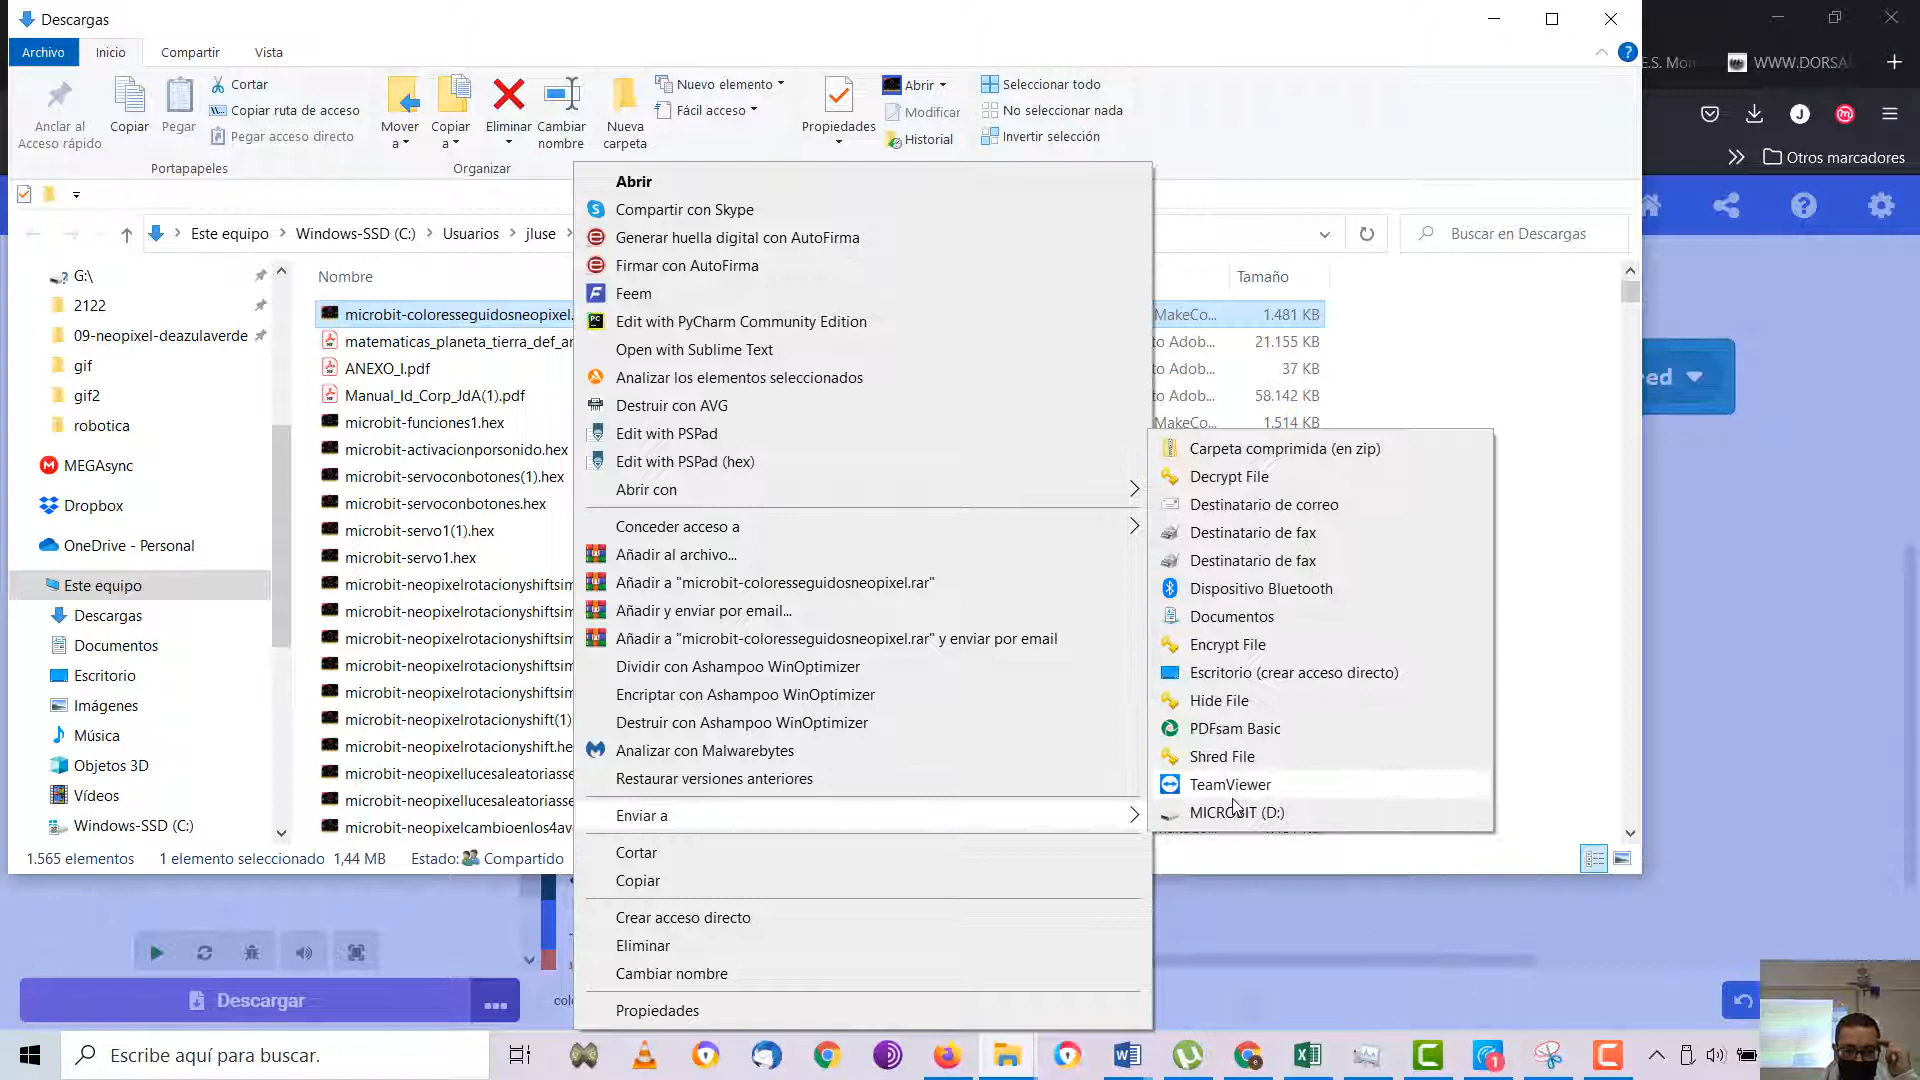 Descargas
Archivo Inicio Compartir Vista
E.S. Mon WWW.DORSAL
Anclar al
Acceso rápido
Copiar
Pegar
Cortar
Copiar ruta de acceso
Pegar acceso directo
Portapapeles
Mover
a
Copiar
a
Eliminar
Cambiar
nombre
Organizar
Nueva
carpeta
Nuevo elemento
Fácil acceso
Propiedades
Abrir
Modificar
Historial
Seleccionar todo
No seleccionar nada
Invertir selección
Otros marcadores
Este equipo > Windows-SSD (C:) > Usuarios > jluse >
Buscar en Descargas
G:\
2122
09-neopixel-deazulaverde
gif
gif2
robotica
MEGAsync
Dropbox
OneDrive - Personal
Este equipo
Descargas
Documentos
Escritorio
Imágenes
Música
Objetos 3D
Vídeos
Windows-SSD (C:)
Nombre
Tamaño
microbit-coloresseguidosneopixel. MakeCo... 1.481 KB
matematicas_planeta_tierra_def_ar to Adob... 21.155 KB
ANEXO_I.pdf to Adob... 37 KB
Manual_Id_Corp_JdA(1).pdf to Adob... 58.142 KB
microbit-funciones1.hex MakeCo... 1.514 KB
microbit-activacionporsonido.hex
microbit-servoconbotones(1).hex
microbit-servoconbotones.hex
microbit-servo1(1).hex
microbit-servo1.hex
microbit-neopixelrotacionyshiftsim
microbit-neopixelrotacionyshiftsim
microbit-neopixelrotacionyshiftsim
microbit-neopixelrotacionyshiftsim
microbit-neopixelrotacionyshiftsim
microbit-neopixelrotacionyshift(1)
microbit-neopixelrotacionyshift.he
microbit-neopixellucesaleatoriasse
microbit-neopixellucesaleatoriasse
microbit-neopixelcambioenlos4av
Abrir
Compartir con Skype
Generar huella digital con AutoFirma
Firmar con AutoFirma
Feem
Edit with PyCharm Community Edition
Open with Sublime Text
Analizar los elementos seleccionados
Destruir con AVG
Edit with PSPad
Edit with PSPad (hex)
Abrir con
Conceder acceso a
Añadir al archivo...
Añadir a "microbit-coloresseguidosneopixel.rar"
Añadir y enviar por email...
Añadir a "microbit-coloresseguidosneopixel.rar" y enviar por email
Dividir con Ashampoo WinOptimizer
Encriptar con Ashampoo WinOptimizer
Destruir con Ashampoo WinOptimizer
Analizar con Malwarebytes
Restaurar versiones anteriores
Enviar a
Cortar
Copiar
Crear acceso directo
Eliminar
Cambiar nombre
Propiedades
Carpeta comprimida (en zip)
Decrypt File
Destinatario de correo
Destinatario de fax
Destinatario de fax
Dispositivo Bluetooth
Documentos
Encrypt File
Escritorio (crear acceso directo)
Hide File
PDFsam Basic
Shred File
TeamViewer
MICROBIT (D:)
red
1.565 elementos 1 elemento seleccionado 1,44 MB Estado: Compartido
Descargar ...
colo
Escribe aquí para buscar.